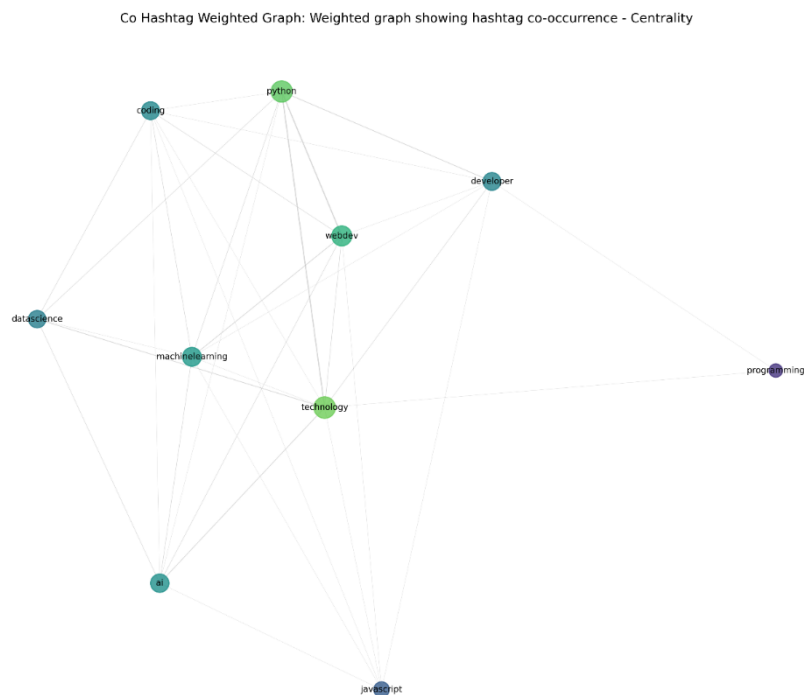 Co Hashtag Weighted Graph: Weighted graph showing hashtag co-occurrence - Centrality
python
coding
developer
webdev
datascience
machinelearning
programming
technology
ai
javascript